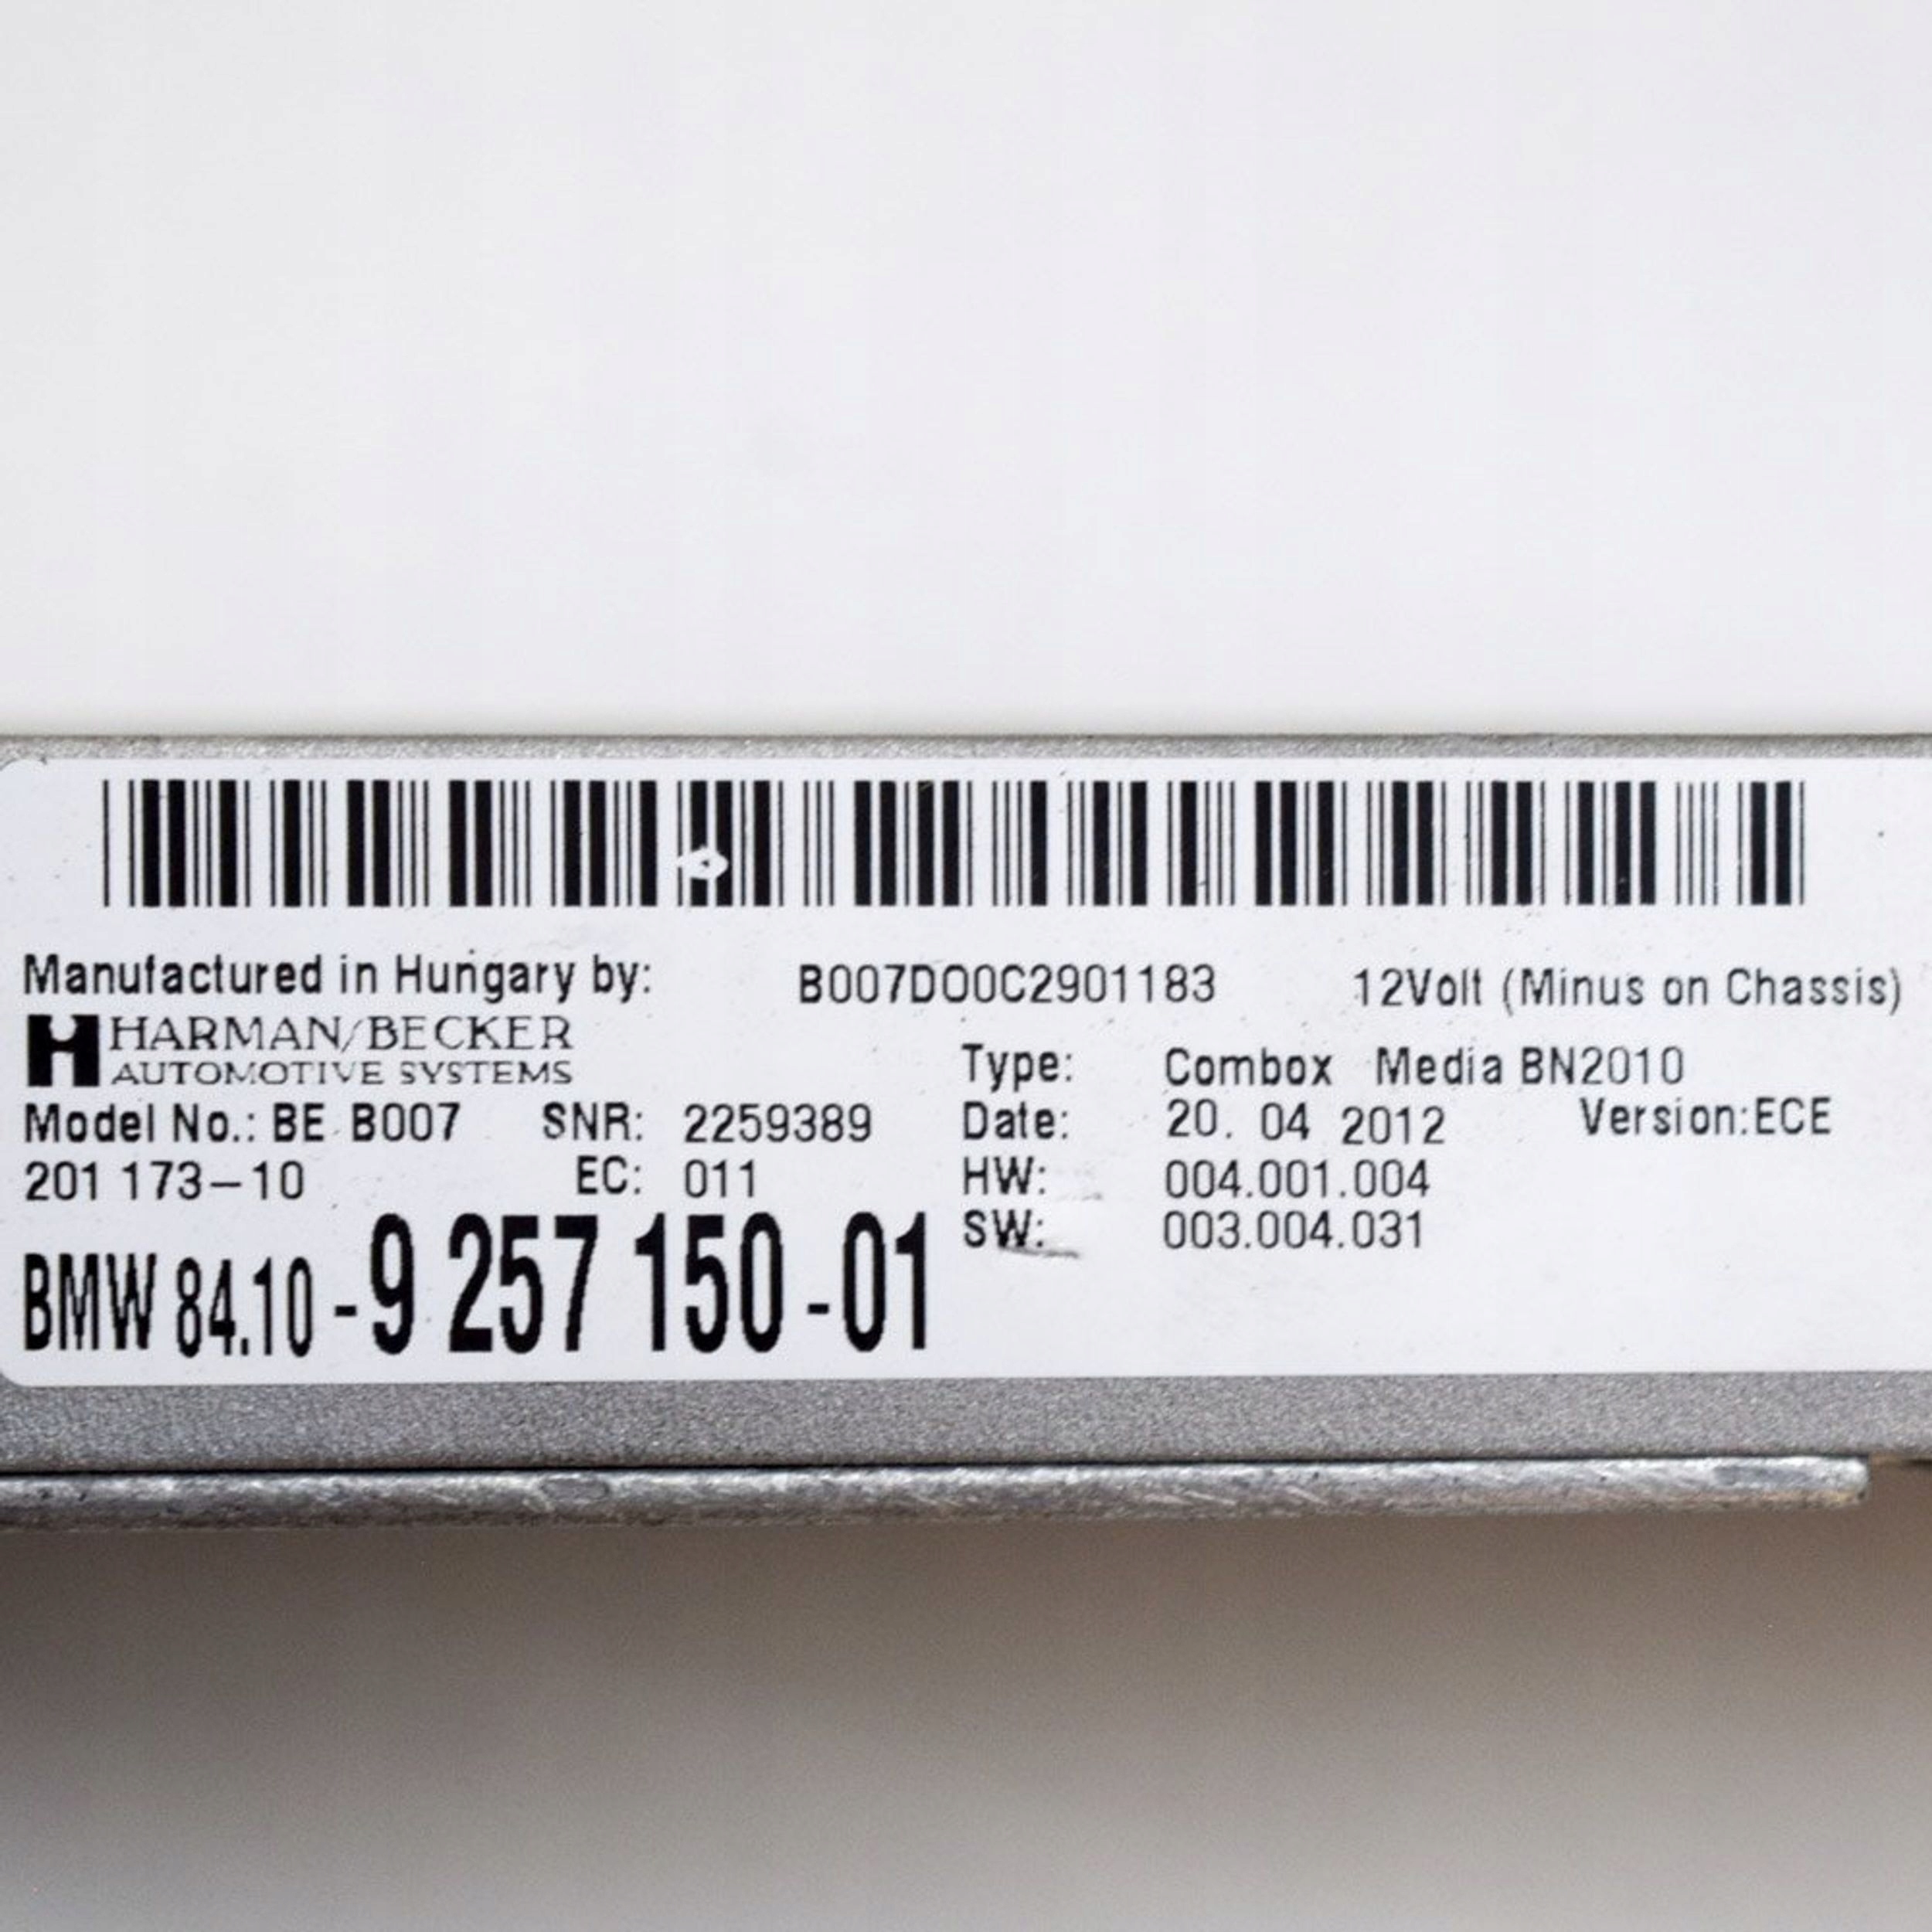 Manufactured in Hungary by: B007DO0C2901183 12Volt (Minus on Chassis)
HARMAN/BECKER
AUTOMOTIVE SYSTEMS
Type: Combox Media BN2010
Model No.: BE B007 SNR: 2259389 Date: 20. 04 2012 Version:ECE
201 173-10 EC: 011 HW: 004.001.004
SW: 003.004.031
BMW 84.10 - 9 257 150 - 01